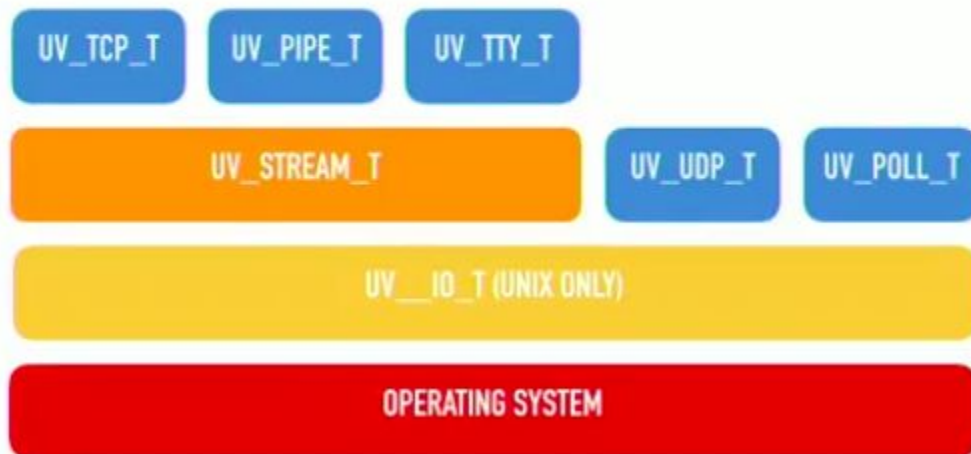 UV_TCP_T UV_PIPE_T UV_TTY_T
UV_STREAM_T UV_UDP_T UV_POLL_T
UV__IO_T (UNIX ONLY)
OPERATING SYSTEM